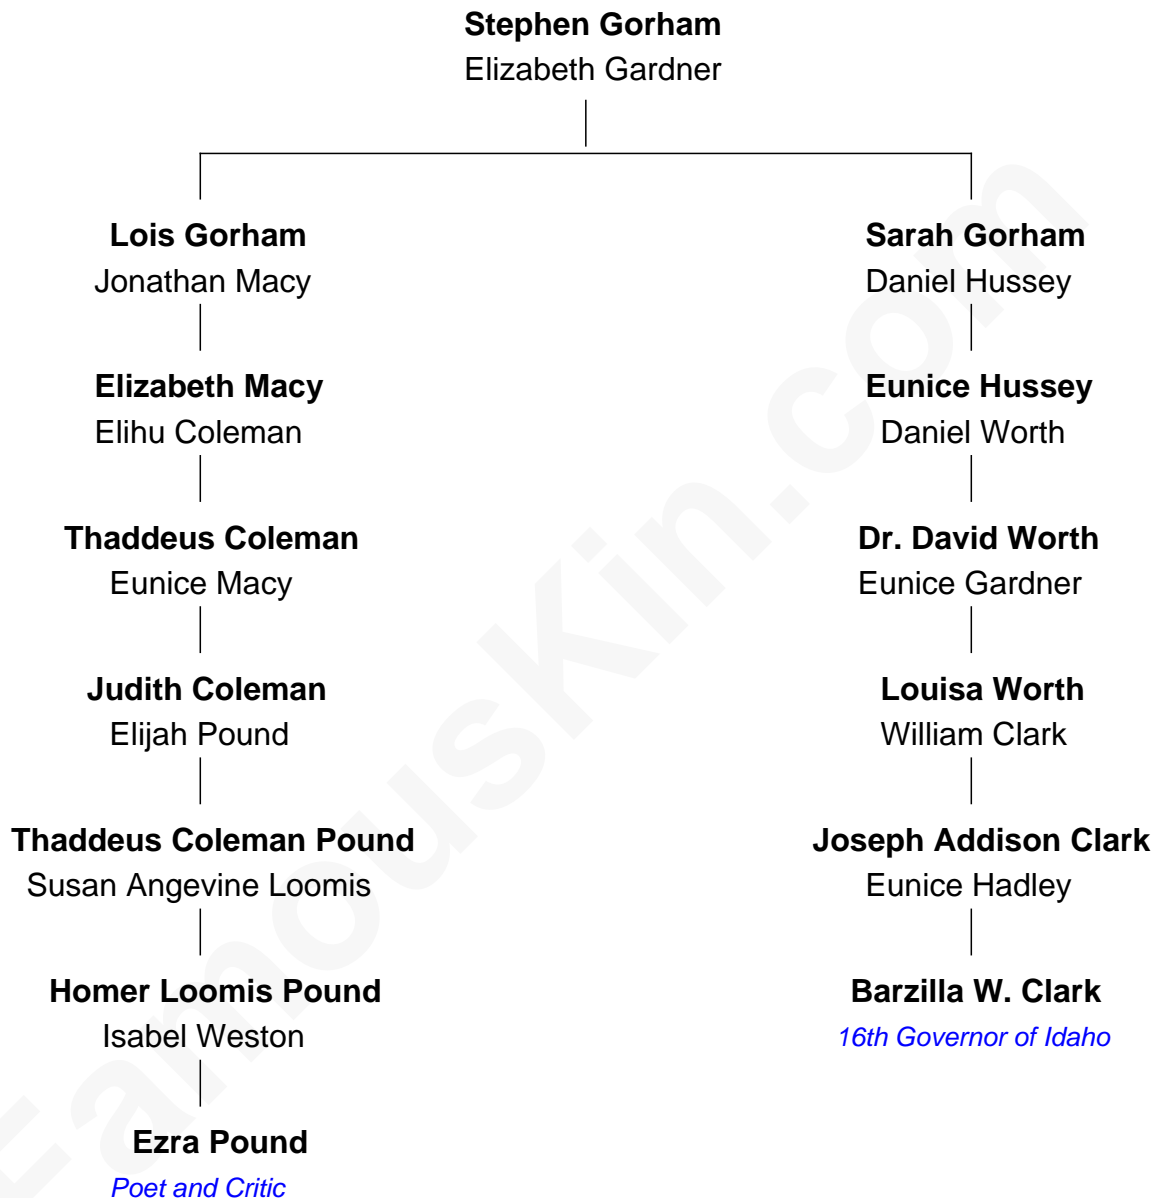 Stephen Gorham
Elizabeth Gardner
Lois Gorham
Jonathan Macy
Elizabeth Macy
Elihu Coleman
Thaddeus Coleman
Eunice Macy
Judith Coleman
Elijah Pound
Thaddeus Coleman Pound
Susan Angevine Loomis
Homer Loomis Pound
Isabel Weston
Ezra Pound
Poet and Critic
Sarah Gorham
Daniel Hussey
Eunice Hussey
Daniel Worth
Dr. David Worth
Eunice Gardner
Louisa Worth
William Clark
Joseph Addison Clark
Eunice Hadley
Barzilla W. Clark
16th Governor of Idaho
FamousKin.com